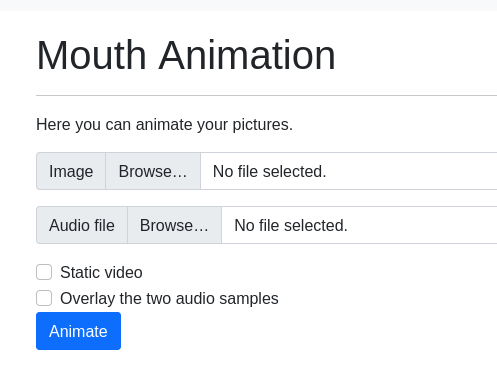 Mouth Animation
Here you can animate your pictures.
Image Browse… No file selected.
Audio file Browse… No file selected.
Static video
Overlay the two audio samples
Animate